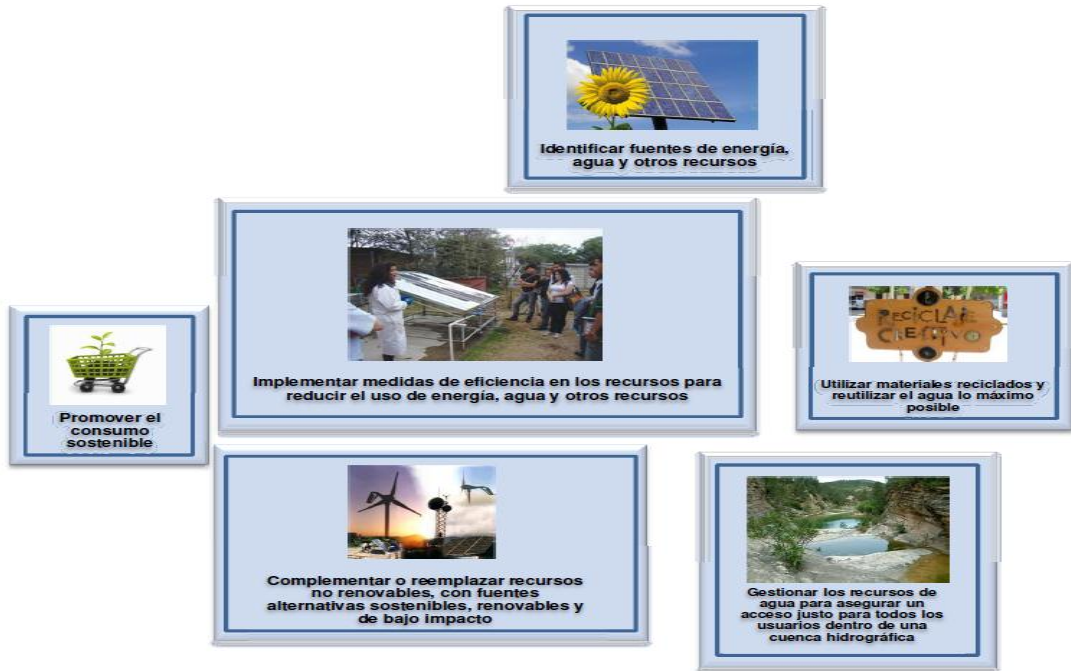 Identificar fuentes de energía,
agua y otros recursos
Implementar medidas de eficiencia en los recursos para
reducir el uso de energía, agua y otros recursos
RECICLAJE
CREATIVO
Utilizar materiales reciclados y
reutilizar el agua lo máximo
posible
Promover el
consumo
sostenible
Complementar o reemplazar recursos
no renovables, con fuentes
alternativas sostenibles, renovables y
de bajo impacto
Gestionar los recursos de
agua para asegurar un
acceso justo para todos los
usuarios dentro de una
cuenca hidrográfica